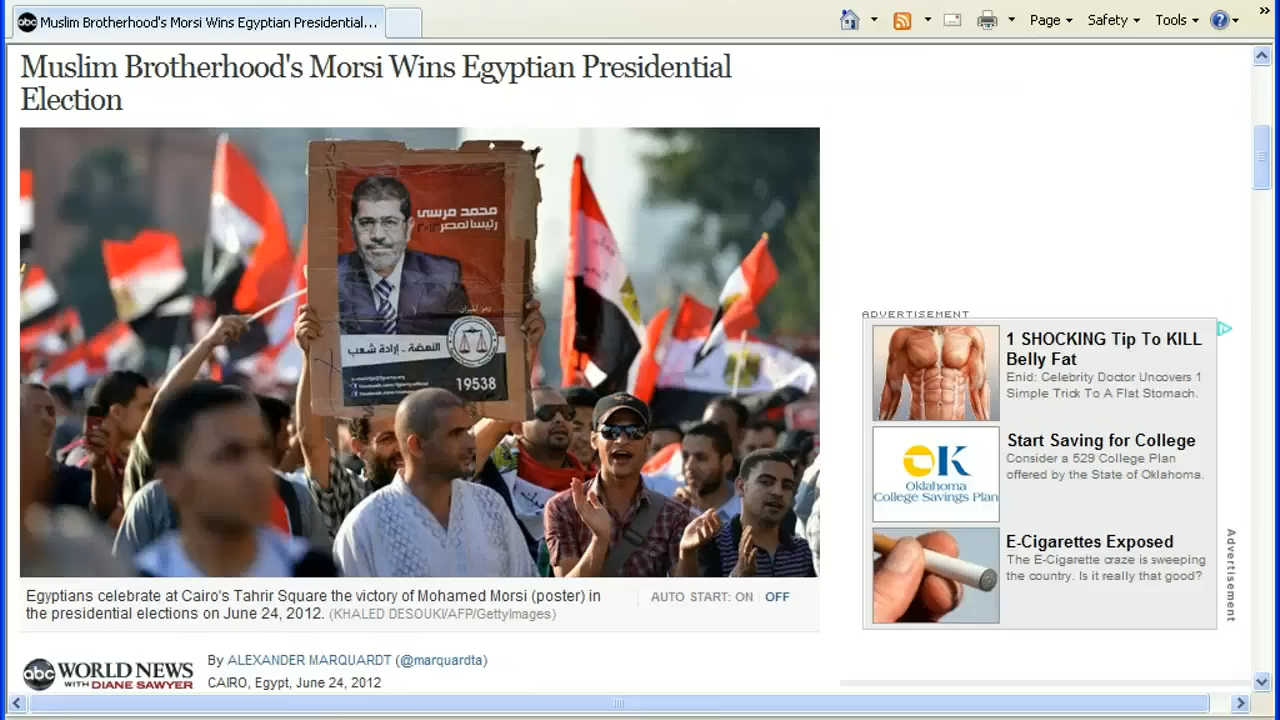 Muslim Brotherhood's Morsi Wins Egyptian Presidential...
Page
Safety
Tools
Muslim Brotherhood's Morsi Wins Egyptian Presidential
Election
محمد مرسى
رئيسا لمصر ٢٠١٢
رمز الميزان
النهضة .. إرادة شعب
19538
Egyptians celebrate at Cairo's Tahrir Square the victory of Mohamed Morsi (poster) in
the presidential elections on June 24, 2012. (KHALED DESOUKI/AFP/GettyImages)
AUTO START: ON | OFF
abc WORLD NEWS
WITH DIANE SAWYER
By ALEXANDER MARQUARDT (@marquardta)
CAIRO, Egypt, June 24, 2012
ADVERTISEMENT
1 SHOCKING Tip To KILL
Belly Fat
Enid: Celebrity Doctor Uncovers 1
Simple Trick To A Flat Stomach.
OK
Oklahoma
College Savings Plan
Start Saving for College
Consider a 529 College Plan
offered by the State of Oklahoma.
E-Cigarettes Exposed
The E-Cigarette craze is sweeping
the country. Is it really that good?
Advertisement